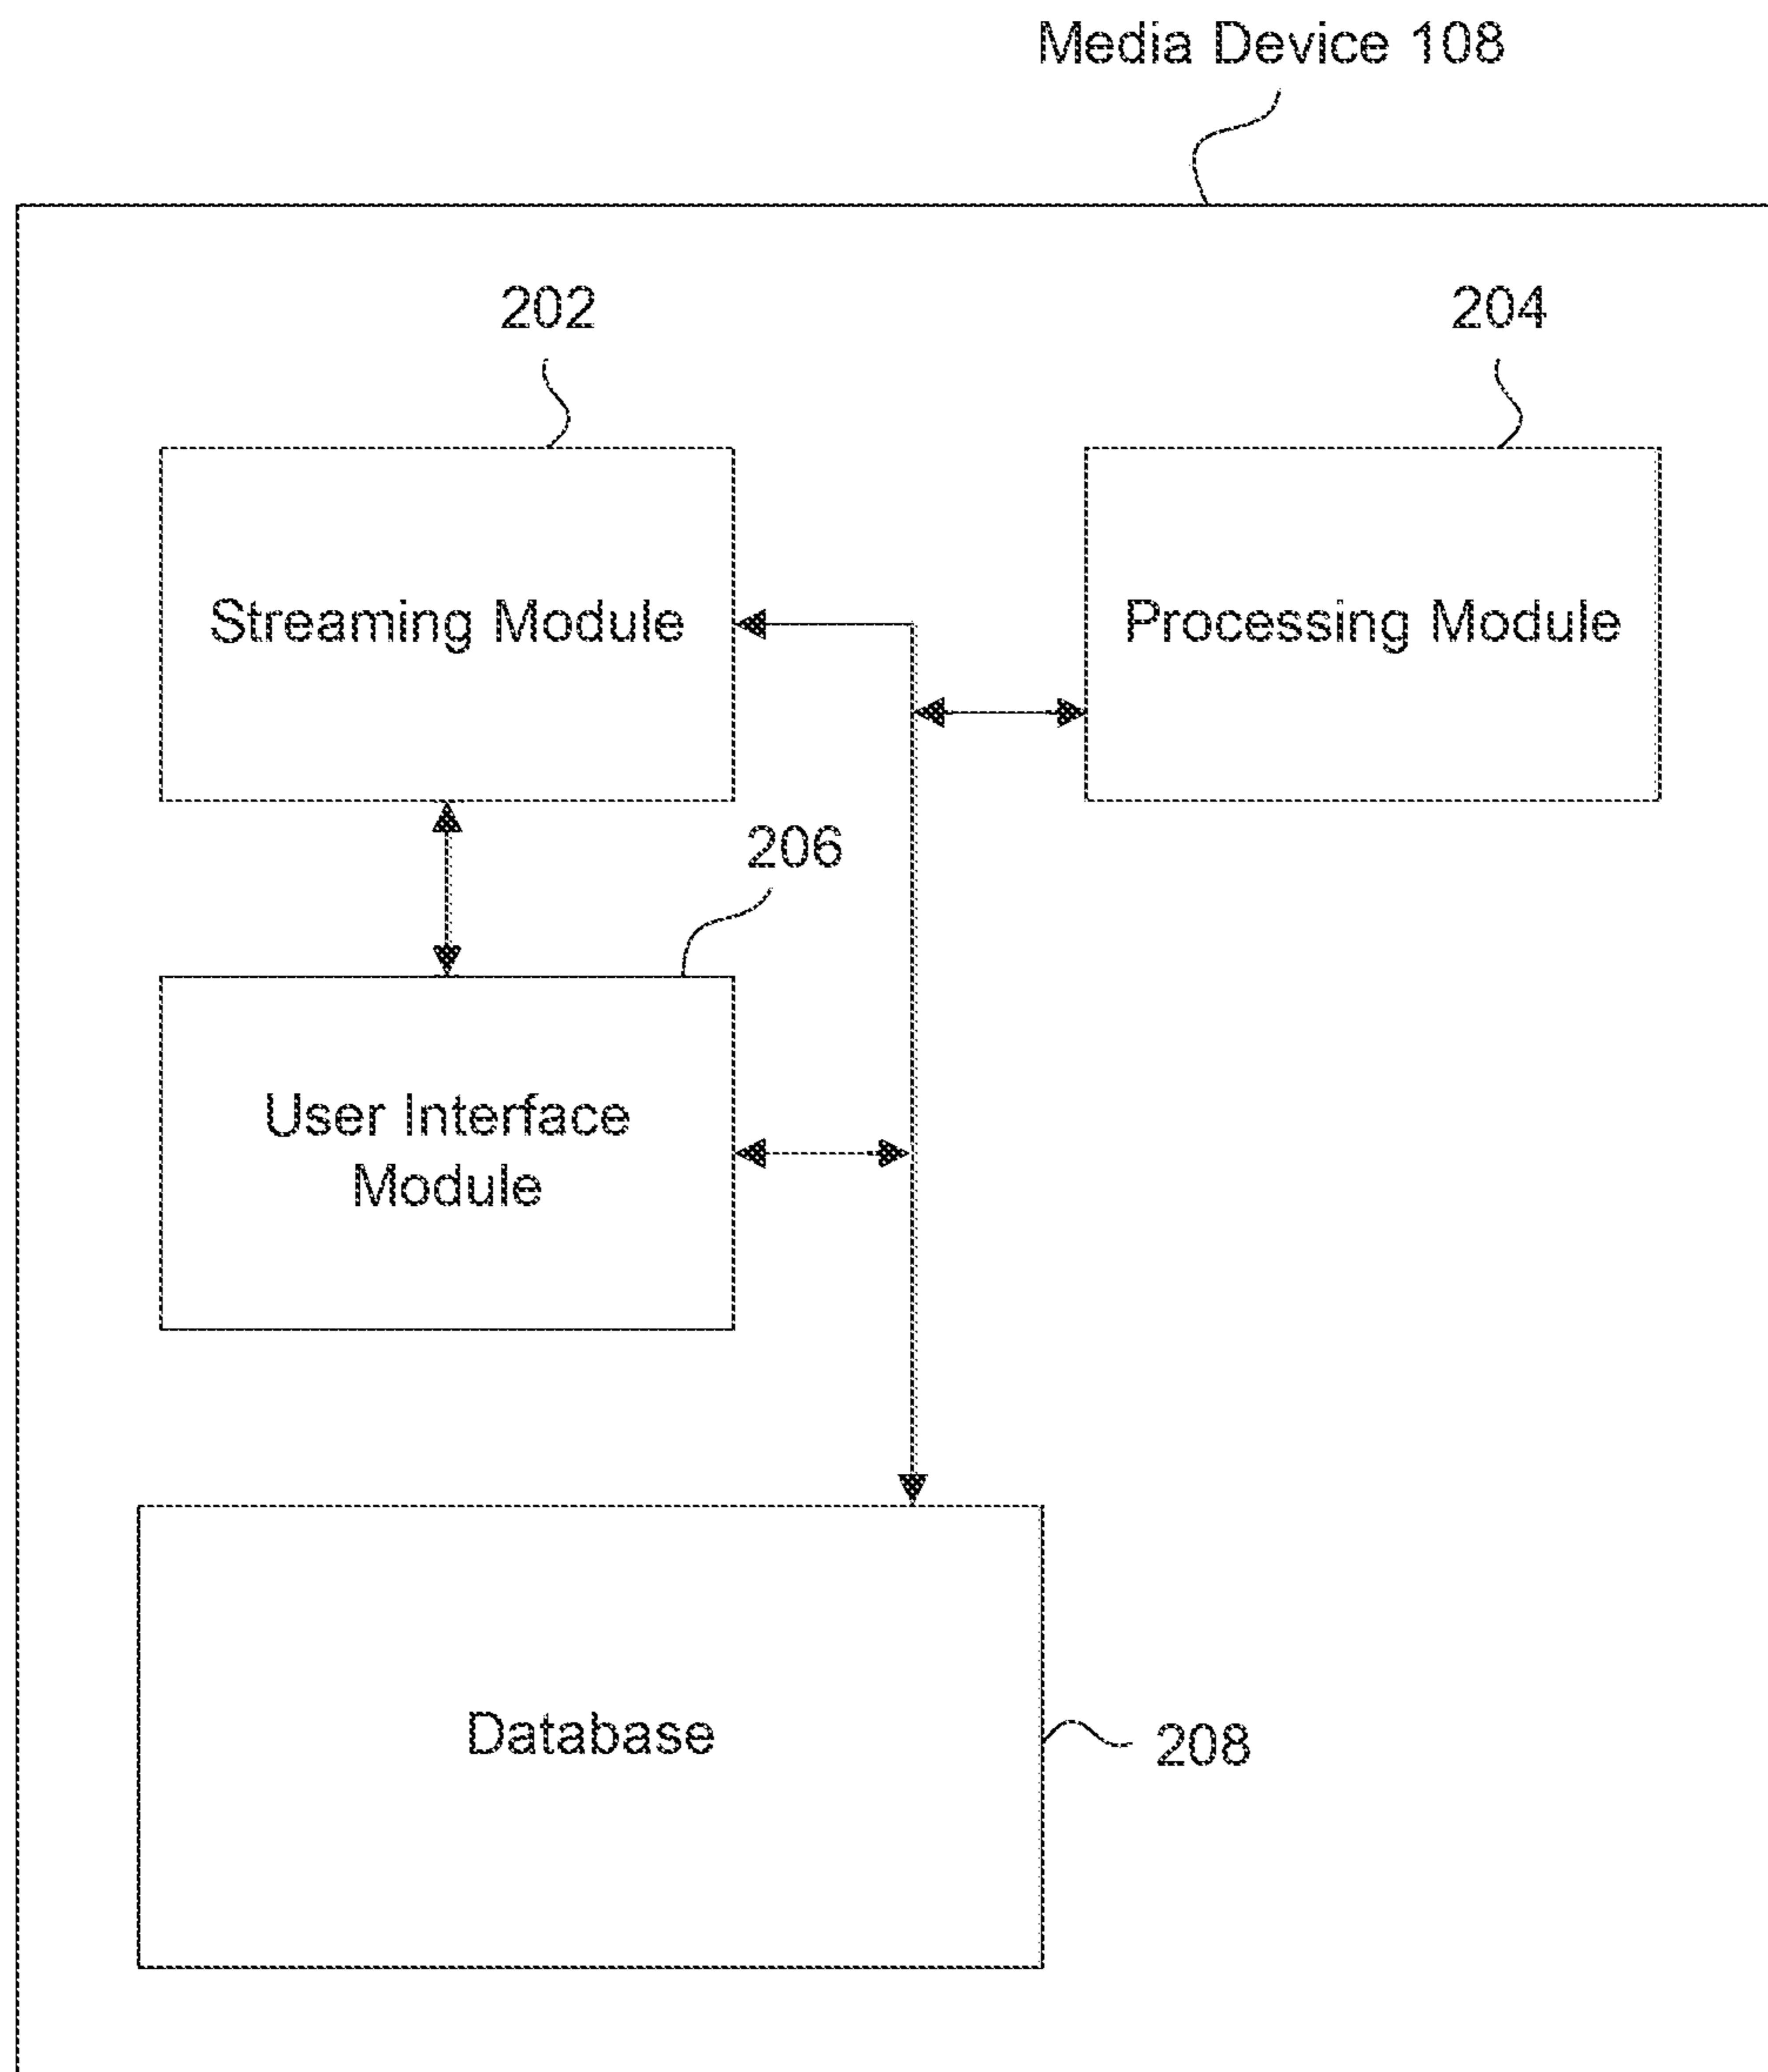 Media Device 108
202
204
Streaming Module
Processing Module
206
User Interface
Module
Database
208